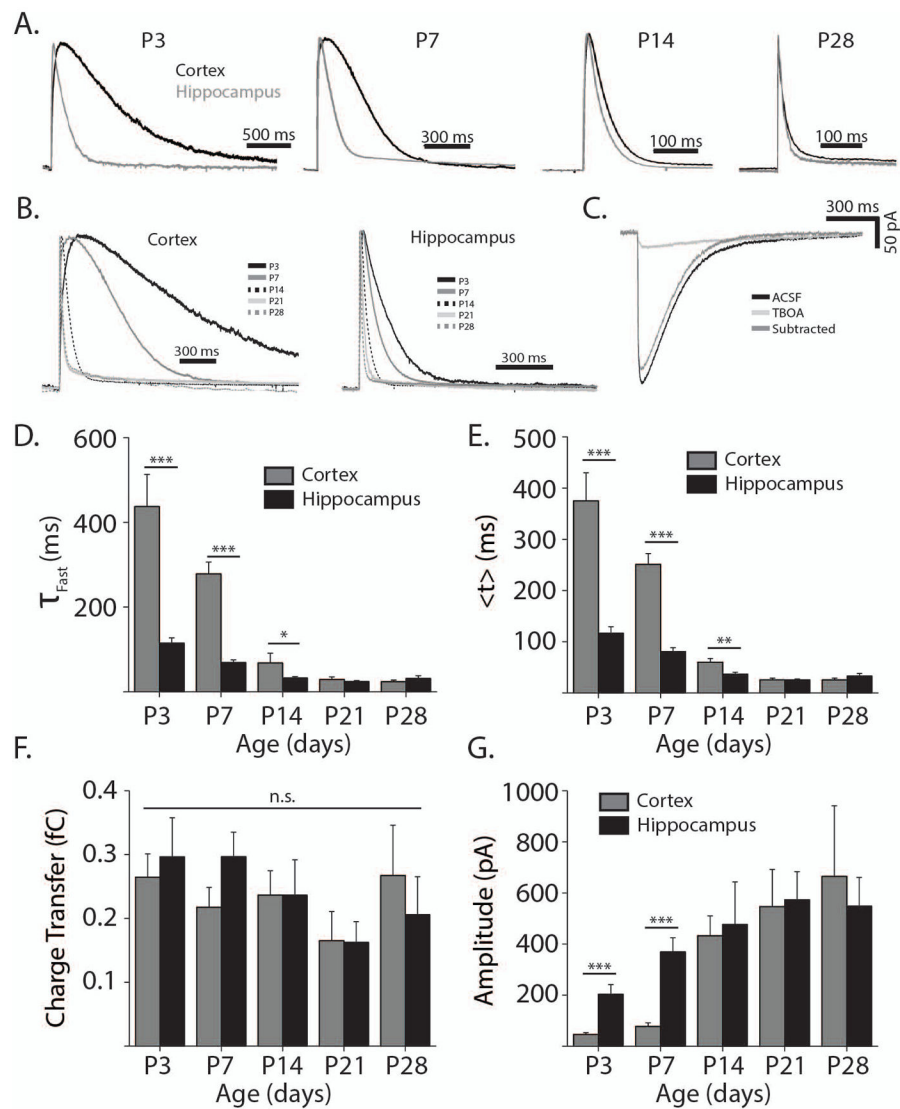 A.
P3
P7
P14
P28
Cortex
Hippocampus
500 ms
300 ms
100 ms
100 ms
B.
Cortex
P3
P7
P14
P21
P28
300 ms
Hippocampus
P3
P7
P14
P21
P28
300 ms
C.
300 ms
50 pA
ACSF
TBOA
Subtracted
D.
600
400
200
τFast (ms)
***
***
*
Cortex
Hippocampus
P3 P7 P14 P21 P28
Age (days)
E.
500
400
300
200
100
<t> (ms)
***
***
**
Cortex
Hippocampus
P3 P7 P14 P21 P28
Age (days)
F.
0.4
0.3
0.2
0.1
Charge Transfer (fC)
n.s.
P3 P7 P14 P21 P28
Age (days)
G.
1000
800
600
400
200
Amplitude (pA)
***
***
Cortex
Hippocampus
P3 P7 P14 P21 P28
Age (days)